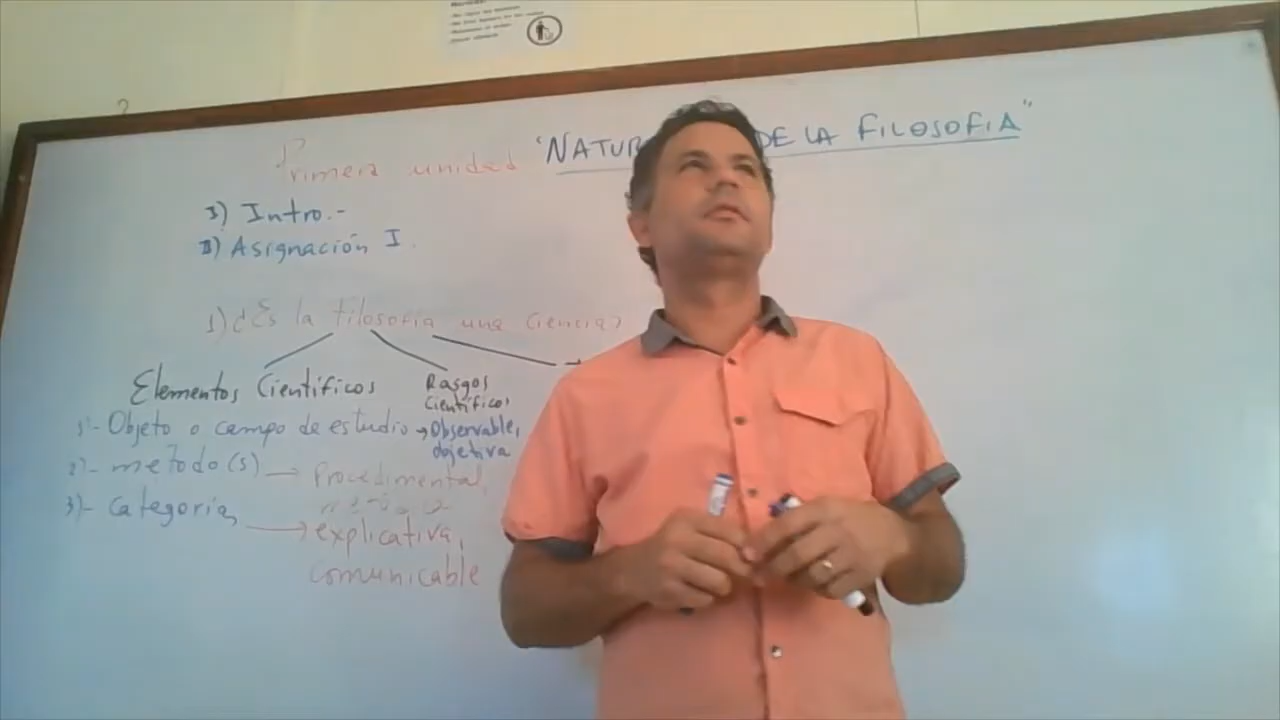 Primera unidad "NATUR DE LA FILOSOFIA"
I) Intro.-
II) Asignación I.
1) ¿Es la filosofía una ciencia?
Elementos Científicos
Rasgos
Científicos
1- Objeto o campo de estudio → Observable,
objetiva
2)- metodo(s) → Procedimental,
3)- Categorías → explicativa,
comunicable